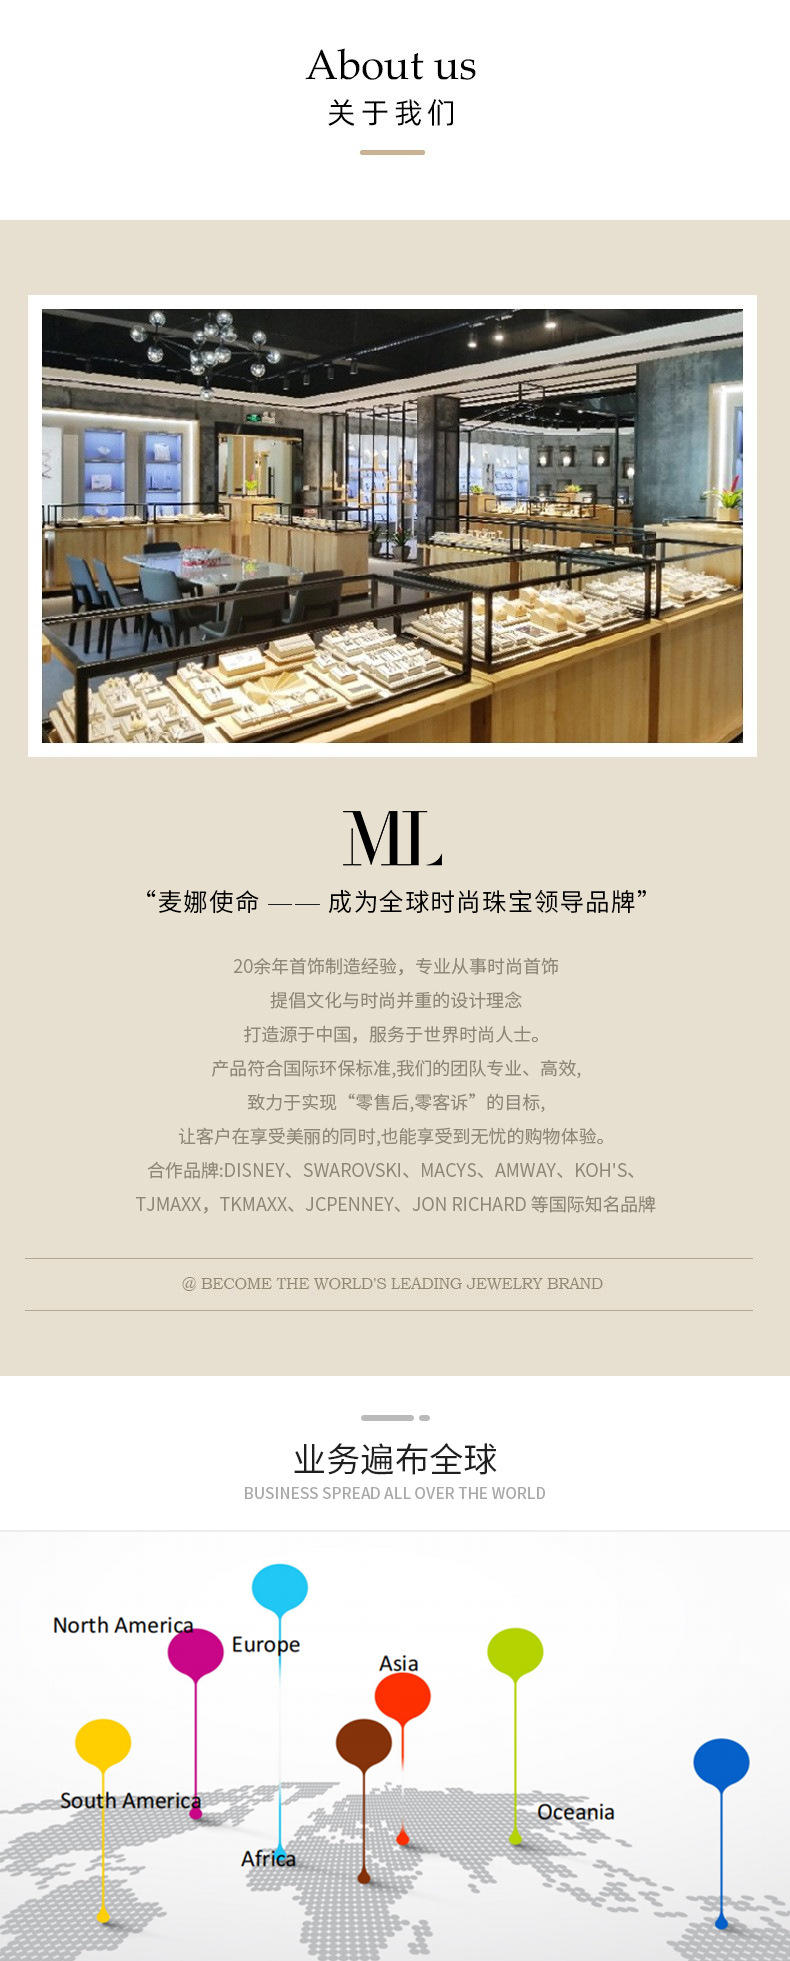 About us
关于我们
ML
“麦娜使命 —— 成为全球时尚珠宝领导品牌”
20余年首饰制造经验，专业从事时尚首饰
提倡文化与时尚并重的设计理念
打造源于中国，服务于世界时尚人士。
产品符合国际环保标准,我们的团队专业、高效,
致力于实现“零售后,零客诉”的目标,
让客户在享受美丽的同时,也能享受到无忧的购物体验。
合作品牌:DISNEY、SWAROVSKI、MACYS、AMWAY、KOH'S、
TJMAXX，TKMAXX、JCPENNEY、JON RICHARD 等国际知名品牌
@ BECOME THE WORLD'S LEADING JEWELRY BRAND
业务遍布全球
BUSINESS SPREAD ALL OVER THE WORLD
North America
Europe
Asia
South America
Oceania
Africa